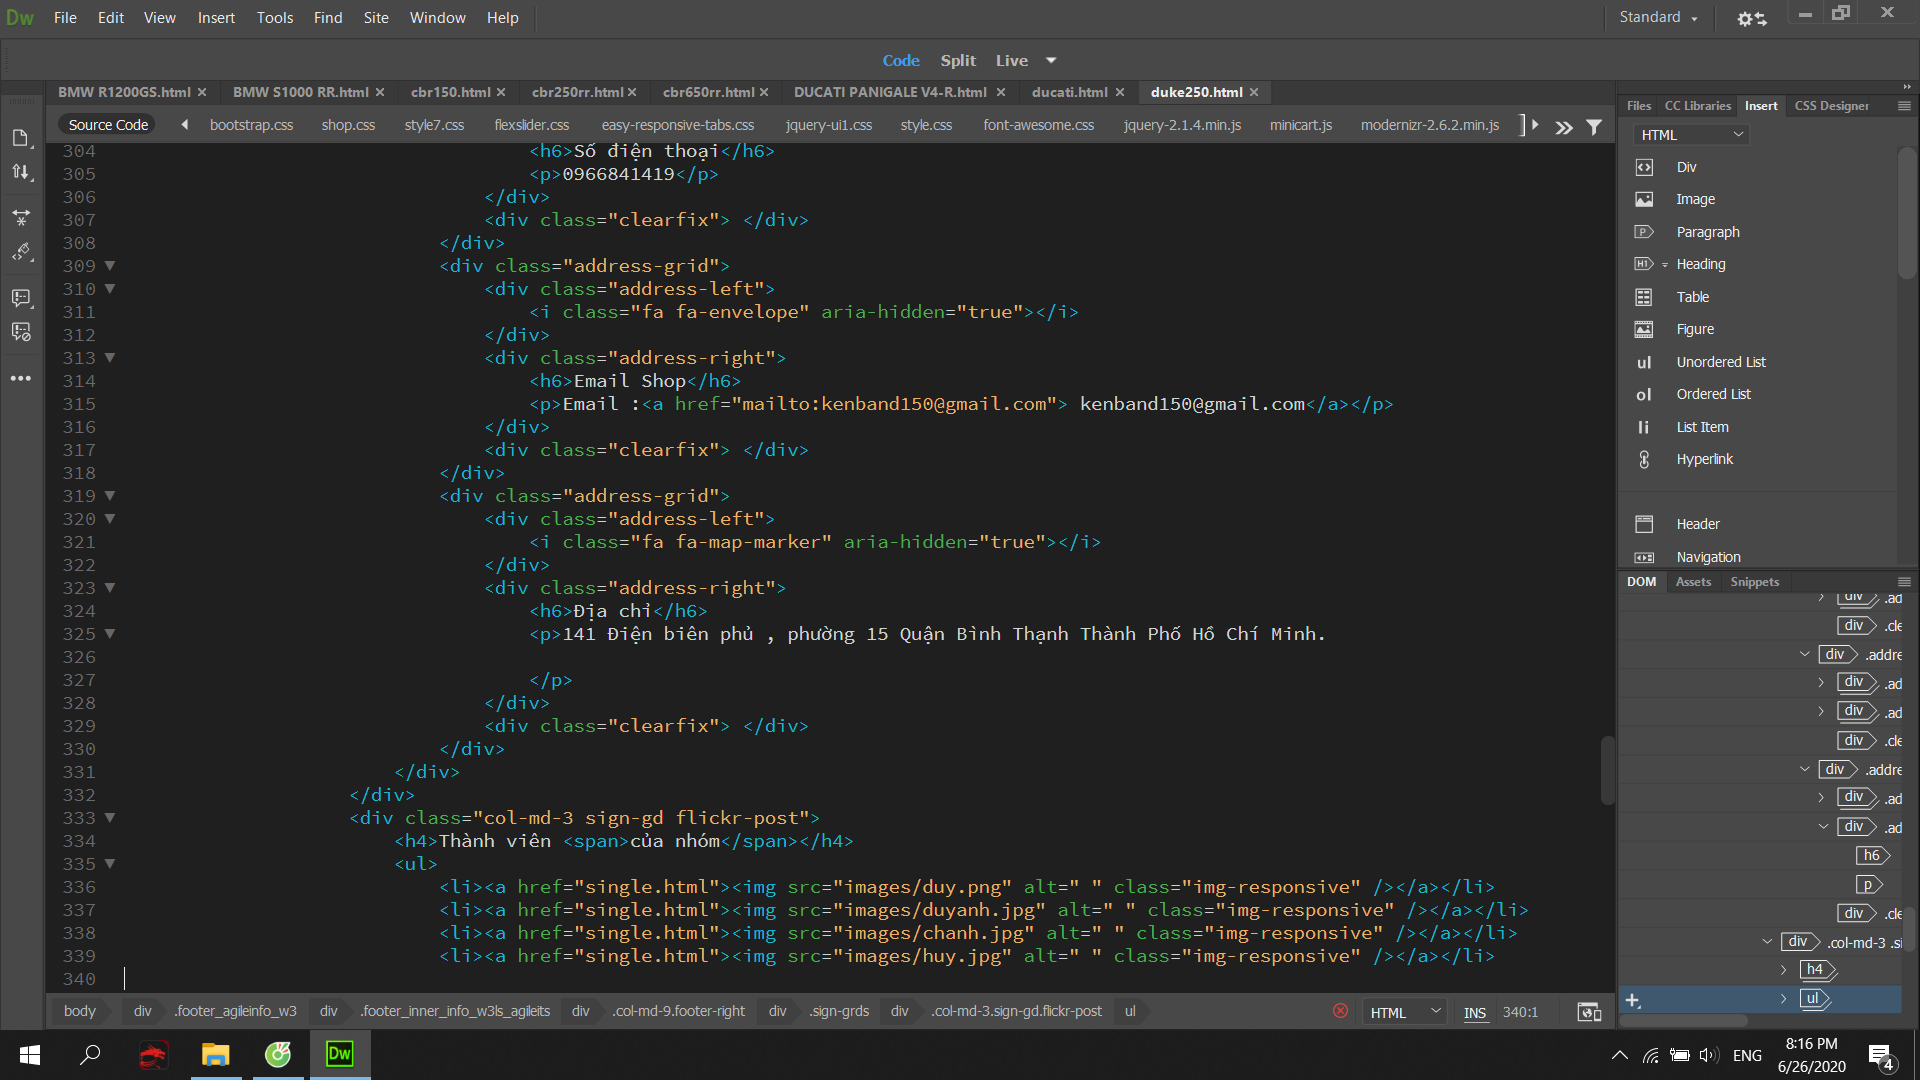 Dw File Edit View Insert Tools Find Site Window Help Standard
Code Split Live
BMW R1200GS.html BMW S1000 RR.html cbr150.html cbr250rr.html cbr650rr.html DUCATI PANIGALE V4-R.html ducati.html duke250.html
Source Code bootstrap.css shop.css style7.css flexslider.css easy-responsive-tabs.css jquery-ui1.css style.css font-awesome.css jquery-2.1.4.min.js minicart.js modernizr-2.6.2.min.js
304 <h6>Số điện thoại</h6>
305 <p>0966841419</p>
306 </div>
307 <div class="clearfix"> </div>
308 </div>
309 <div class="address-grid">
310 <div class="address-left">
311 <i class="fa fa-envelope" aria-hidden="true"></i>
312 </div>
313 <div class="address-right">
314 <h6>Email Shop</h6>
315 <p>Email :<a href="mailto:kenband150@gmail.com"> kenband150@gmail.com</a></p>
316 </div>
317 <div class="clearfix"> </div>
318 </div>
319 <div class="address-grid">
320 <div class="address-left">
321 <i class="fa fa-map-marker" aria-hidden="true"></i>
322 </div>
323 <div class="address-right">
324 <h6>Địa chỉ</h6>
325 <p>141 Điện biên phủ , phường 15 Quận Bình Thạnh Thành Phố Hồ Chí Minh.
326
327 </p>
328 </div>
329 <div class="clearfix"> </div>
330 </div>
331 </div>
332 </div>
333 <div class="col-md-3 sign-gd flickr-post">
334 <h4>Thành viên <span>của nhóm</span></h4>
335 <ul>
336 <li><a href="single.html"><img src="images/duy.png" alt=" " class="img-responsive" /></a></li>
337 <li><a href="single.html"><img src="images/duyanh.jpg" alt=" " class="img-responsive" /></a></li>
338 <li><a href="single.html"><img src="images/chanh.jpg" alt=" " class="img-responsive" /></a></li>
339 <li><a href="single.html"><img src="images/huy.jpg" alt=" " class="img-responsive" /></a></li>
340
body div .footer_agileinfo_w3 div .footer_inner_info_w3ls_agileits div .col-md-9.footer-right div .sign-grds div .col-md-3.sign-gd.flickr-post ul HTML INS 340:1
Files CC Libraries Insert CSS Designer
HTML
Div
Image
P Paragraph
H1 Heading
Table
Figure
ul Unordered List
ol Ordered List
li List Item
Hyperlink
Header
Navigation
DOM Assets Snippets
div .ad
div .cle
div .addre
div .ad
div .ad
div .cle
div .addre
div .ad
div .ad
h6
p
div .cle
div .col-md-3 .si
h4
ul
Dw ENG 8:16 PM
6/26/2020 4